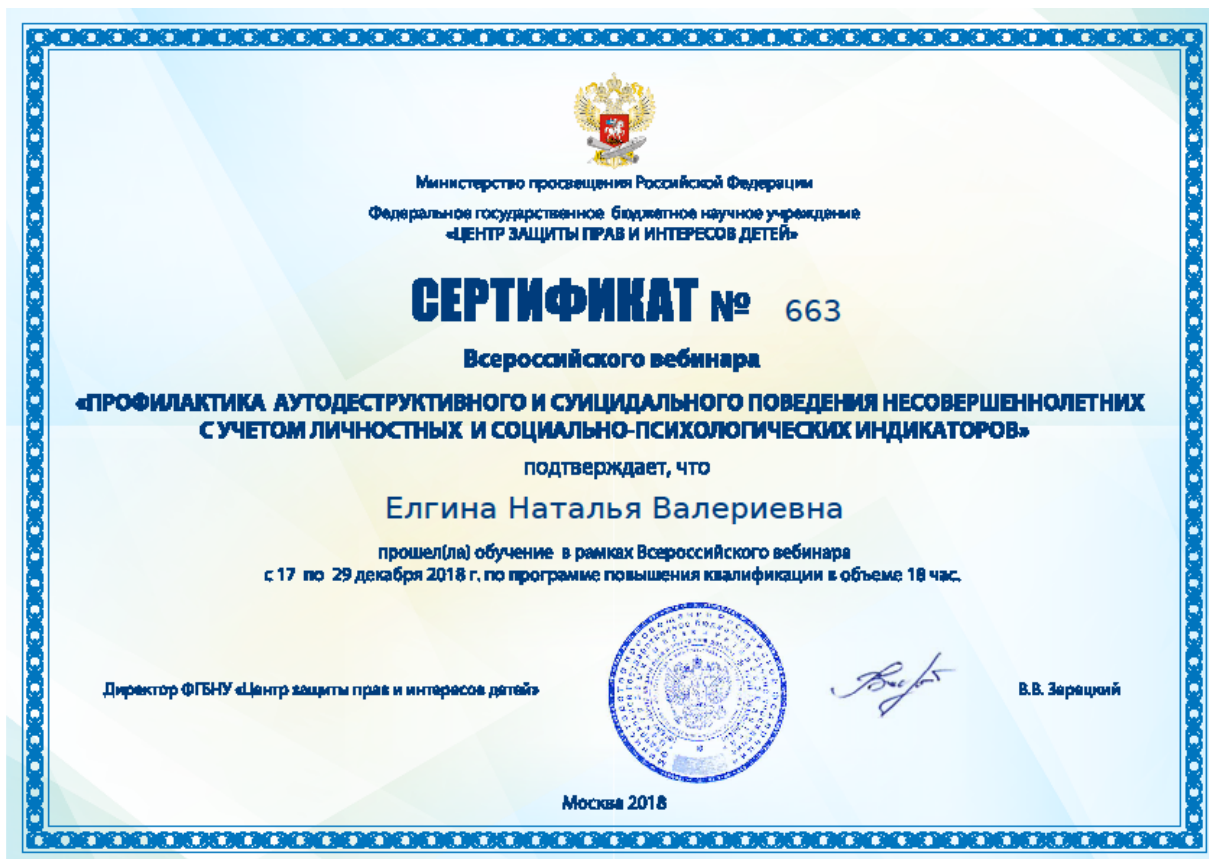 Министерство просвещения Российской Федерации
Федеральное государственное бюджетное научное учреждение
«ЦЕНТР ЗАЩИТЫ ПРАВ И ИНТЕРЕСОВ ДЕТЕЙ»
СЕРТИФИКАТ № 663
Всероссийского вебинара
«ПРОФИЛАКТИКА АУТОДЕСТРУКТИВНОГО И СУИЦИДАЛЬНОГО ПОВЕДЕНИЯ НЕСОВЕРШЕННОЛЕТНИХ
С УЧЕТОМ ЛИЧНОСТНЫХ И СОЦИАЛЬНО-ПСИХОЛОГИЧЕСКИХ ИНДИКАТОРОВ»
подтверждает, что
Елгина Наталья Валериевна
прошел(ла) обучение в рамках Всероссийского вебинара
с 17 по 29 декабря 2018 г. по программе повышения квалификации в объеме 18 час.
Директор ФГБНУ «Центр защиты прав и интересов детей»
В.В. Зарецкий
Москва 2018